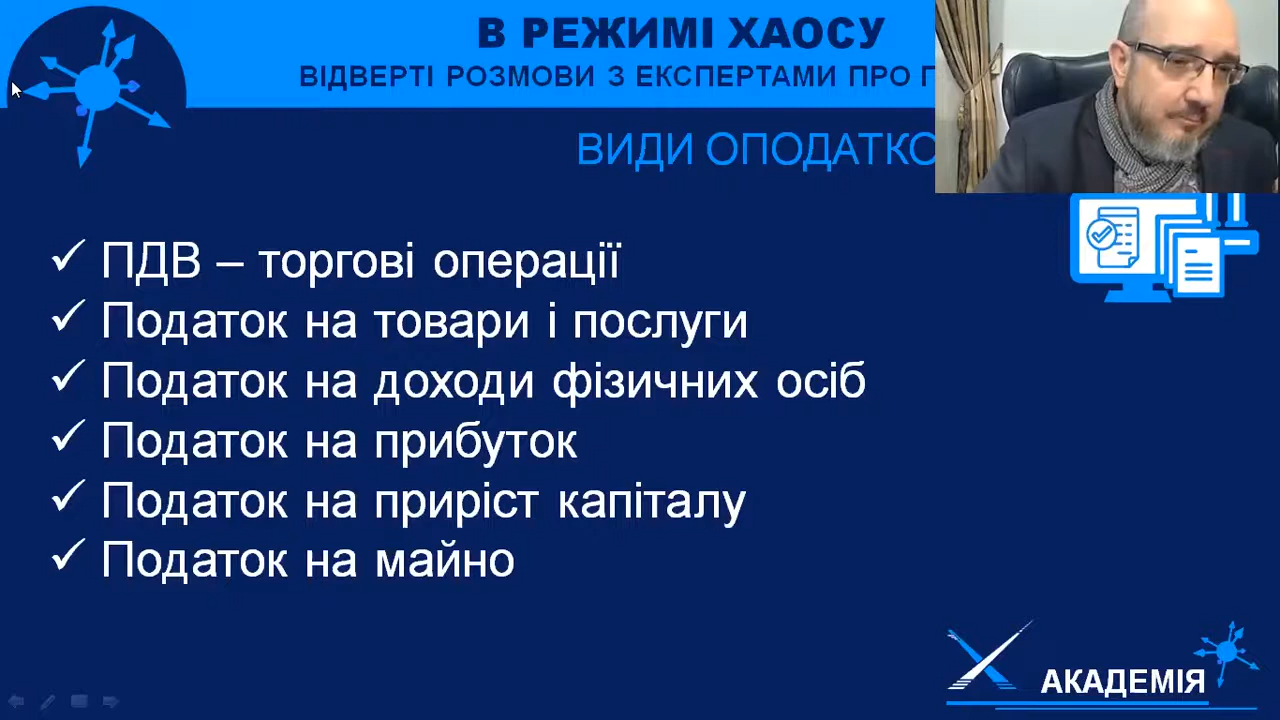 В РЕЖИМІ ХАОСУ
ВІДВЕРТІ РОЗМОВИ З ЕКСПЕРТАМИ ПРО
ВИДИ
✓ ПДВ – торгові операції
✓ Податок на товари і послуги
✓ Податок на доходи фізичних осіб
✓ Податок на прибуток
✓ Податок на приріст капіталу
✓ Податок на майно
АКАДЕМІЯ